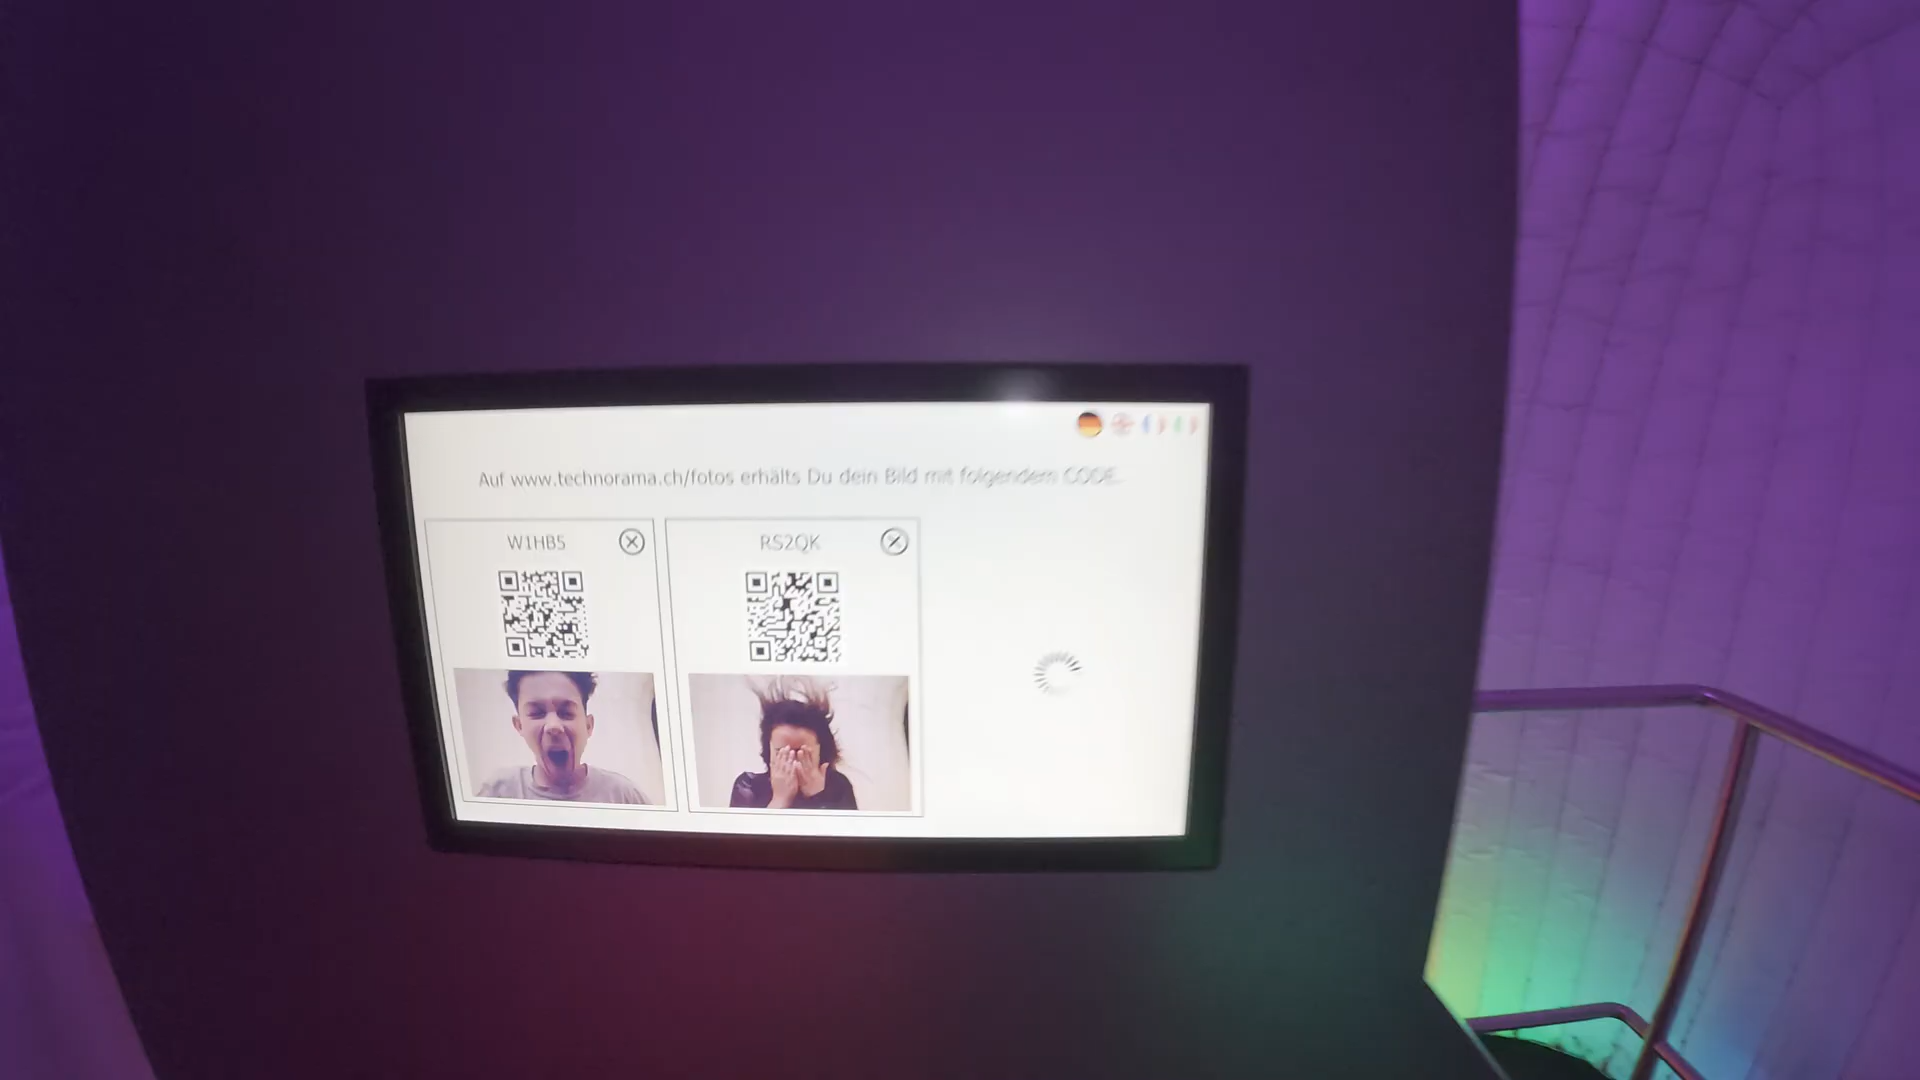 Auf www.technorama.ch/fotos erhälts Du dein Bild mit folgendem CODE.
W1HB5
RS2QK